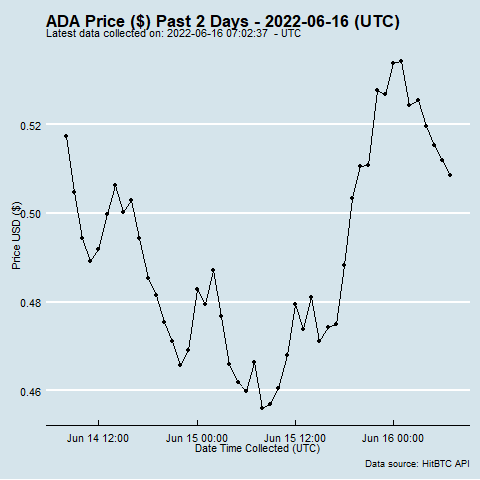 ADA Price ($) Past 2 Days - 2022-06-16 (UTC)
Latest data collected on: 2022-06-16 07:02:37 - UTC
Price USD ($)
0.52
0.50
0.48
0.46
Jun 14 12:00 Jun 15 00:00 Jun 15 12:00 Jun 16 00:00
Date Time Collected (UTC)
Data source: HitBTC API